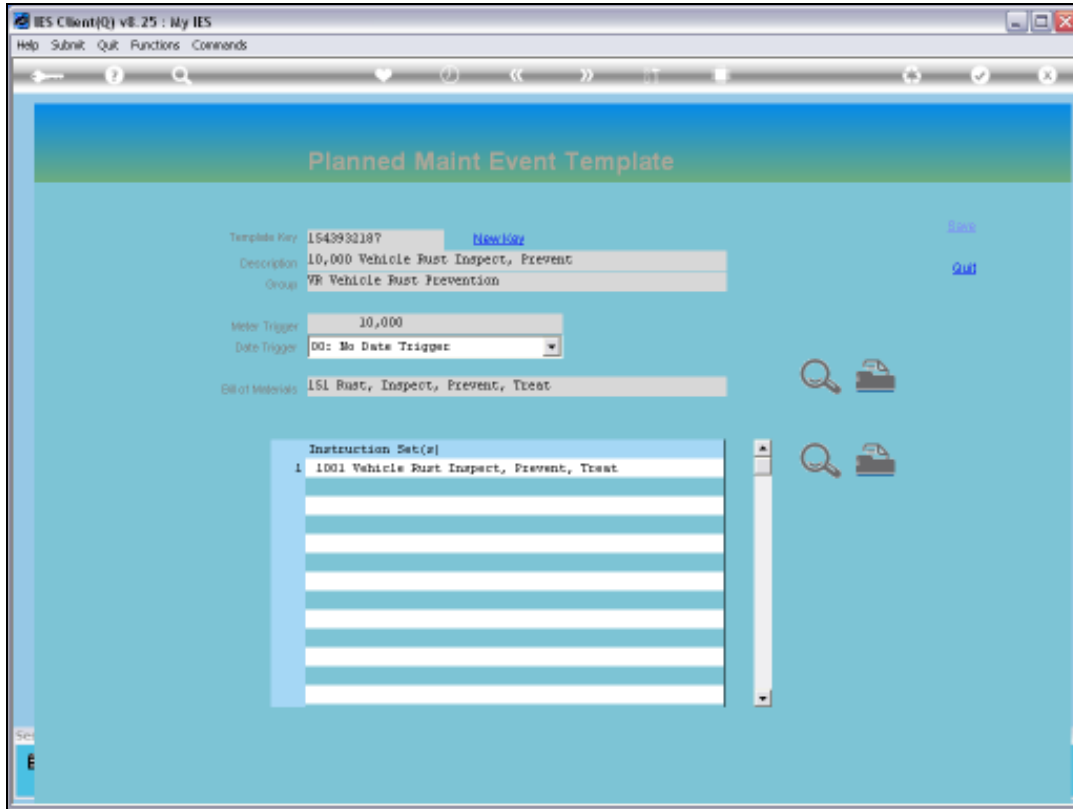 IES Client(Q) v8.25 : My IES
Help Submit Quit Functions Commands
Planned Maint Event Template
Save
Template Key 1543932187 New Key
Description 10,000 Vehicle Rust Inspect, Prevent
Quit
Group VR Vehicle Rust Prevention
Meter Trigger 10,000
Date Trigger 00: No Date Trigger
Bill of Materials 151 Rust, Inspect, Prevent, Treat
Instruction Set(s)
1 1001 Vehicle Rust Inspect, Prevent, Treat